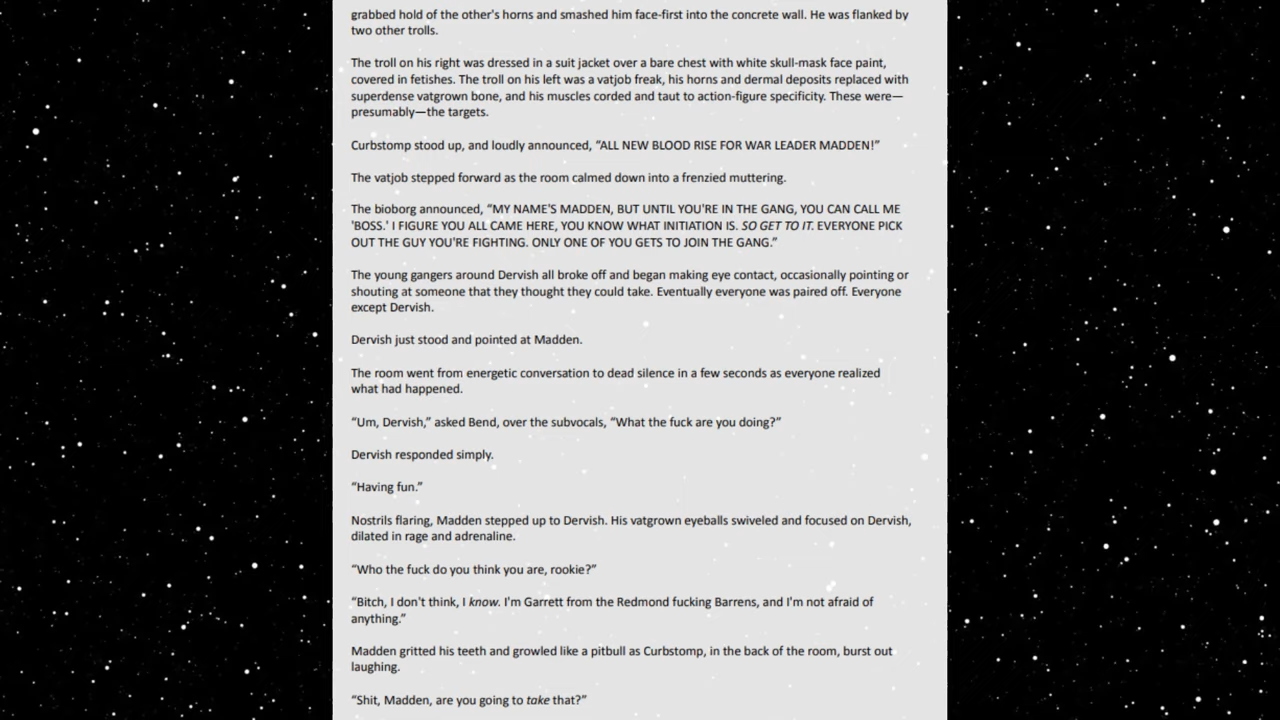 grabbed hold of the other's horns and smashed him face-first into the concrete wall. He was flanked by
two other trolls.
The troll on his right was dressed in a suit jacket over a bare chest with white skull-mask face paint,
covered in fetishes. The troll on his left was a vatjob freak, his horns and dermal deposits replaced with
superdense vatgrown bone, and his muscles corded and taut to action-figure specificity. These were—
presumably—the targets.
Curbstomp stood up, and loudly announced, “ALL NEW BLOOD RISE FOR WAR LEADER MADDEN!”
The vatjob stepped forward as the room calmed down into a frenzied muttering.
The bioborg announced, “MY NAME'S MADDEN, BUT UNTIL YOU'RE IN THE GANG, YOU CAN CALL ME
'BOSS.' I FIGURE YOU ALL CAME HERE, YOU KNOW WHAT INITIATION IS. SO GET TO IT. EVERYONE PICK
OUT THE GUY YOU'RE FIGHTING. ONLY ONE OF YOU GETS TO JOIN THE GANG.”
The young gangers around Dervish all broke off and began making eye contact, occasionally pointing or
shouting at someone that they thought they could take. Eventually everyone was paired off. Everyone
except Dervish.
Dervish just stood and pointed at Madden.
The room went from energetic conversation to dead silence in a few seconds as everyone realized
what had happened.
“Um, Dervish,” asked Bend, over the subvocals, “What the fuck are you doing?”
Dervish responded simply.
“Having fun.”
Nostrils flaring, Madden stepped up to Dervish. His vatgrown eyeballs swiveled and focused on Dervish,
dilated in rage and adrenaline.
“Who the fuck do you think you are, rookie?”
“Bitch, I don't think, I know. I'm Garrett from the Redmond fucking Barrens, and I'm not afraid of
anything.”
Madden gritted his teeth and growled like a pitbull as Curbstomp, in the back of the room, burst out
laughing.
“Shit, Madden, are you going to take that?”